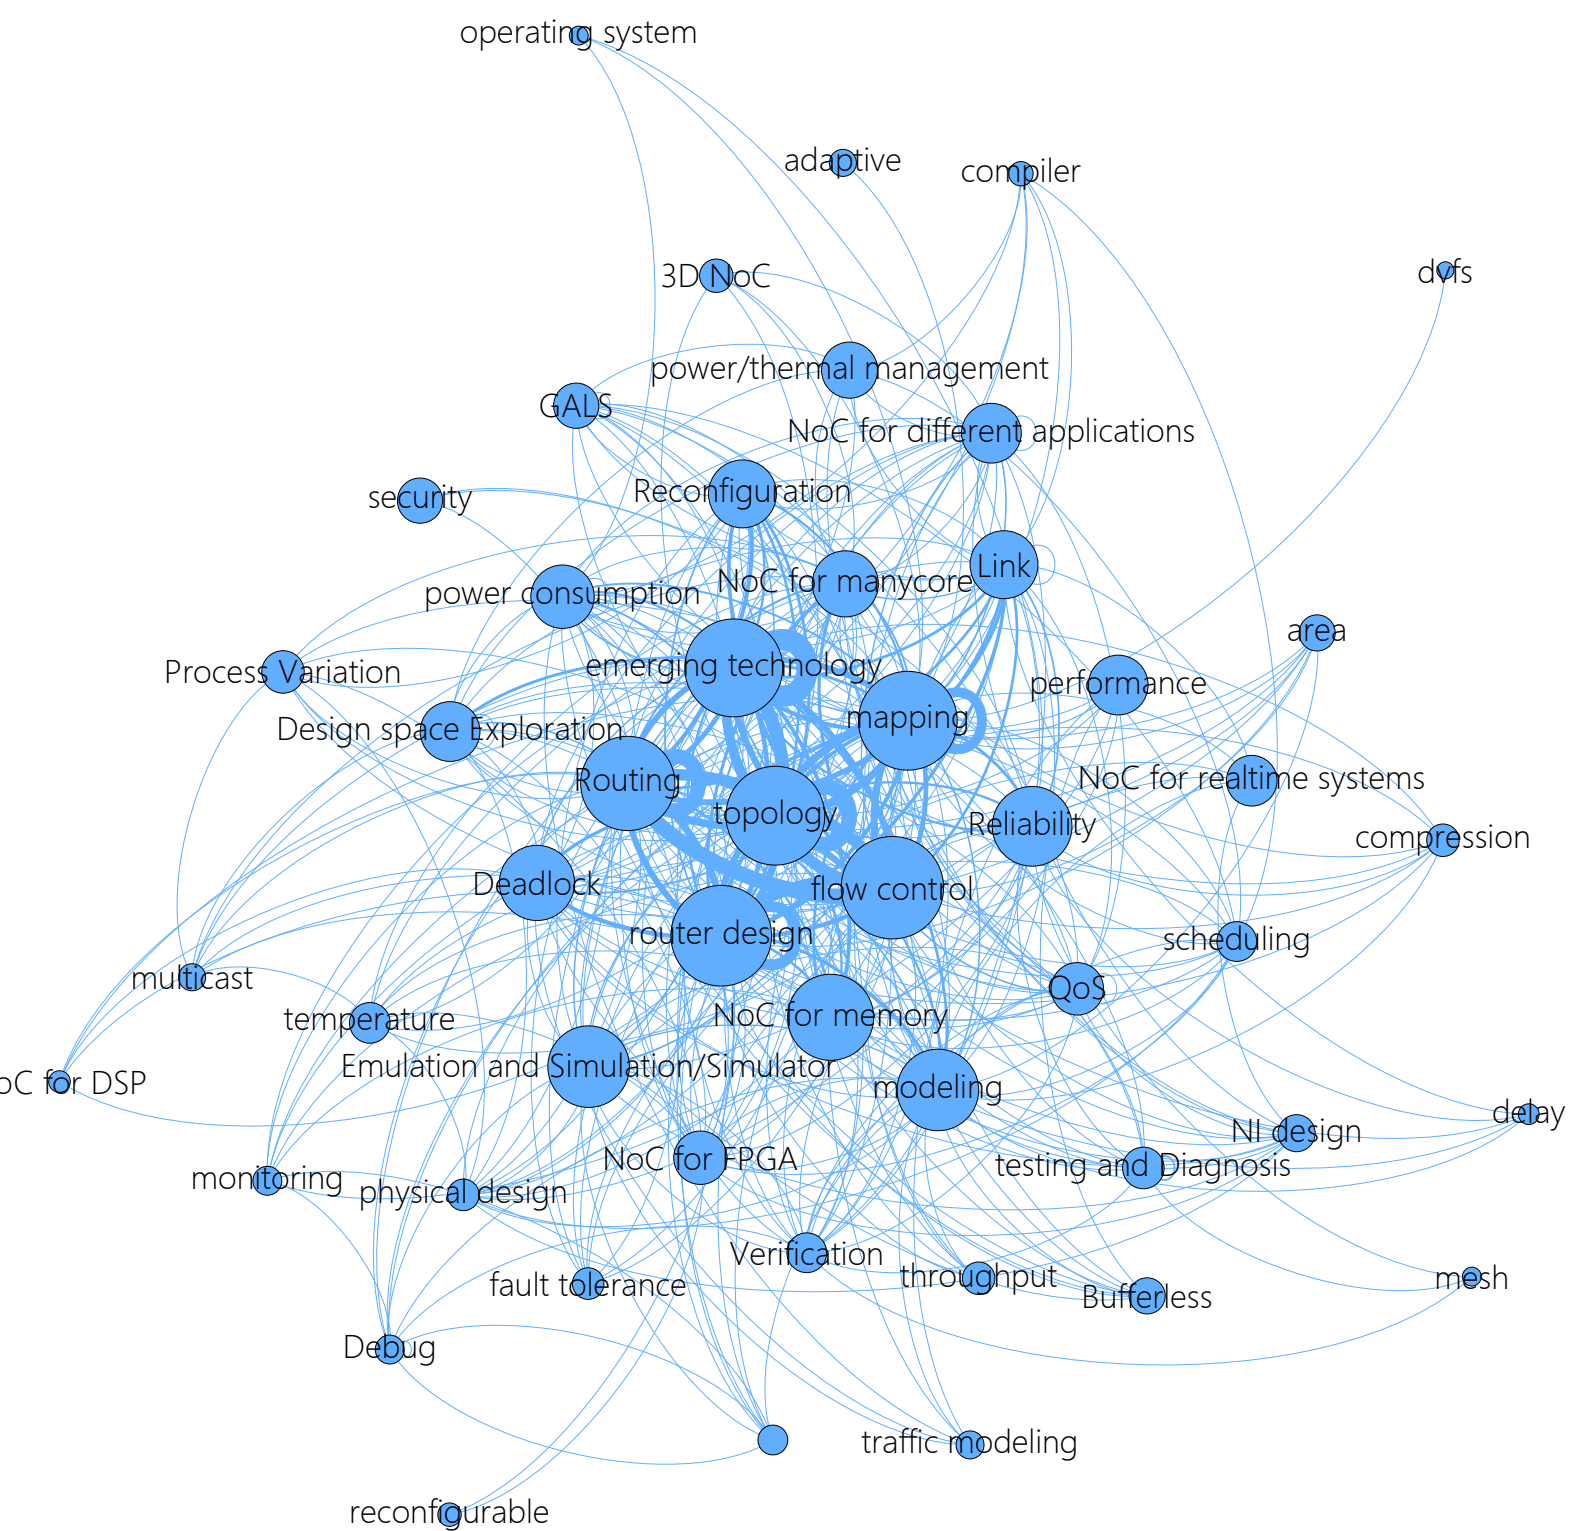 operating system
adaptive
compiler
3D NoC
dvfs
power/thermal management
GALS
NoC for different applications
Reconfiguration
security
Link
NoC for manycore
power consumption
area
emerging technology
Process Variation
performance
mapping
Design space Exploration
Routing
NoC for realtime systems
topology
Reliability
compression
Deadlock
flow control
router design
scheduling
multicast
QoS
temperature
NoC for memory
Emulation and Simulation/Simulator
oC for DSP
modeling
delay
NI design
NoC for FPGA
testing and Diagnosis
monitoring
physical design
Verification
throughput
mesh
fault tolerance
Bufferless
Debug
traffic modeling
reconfigurable